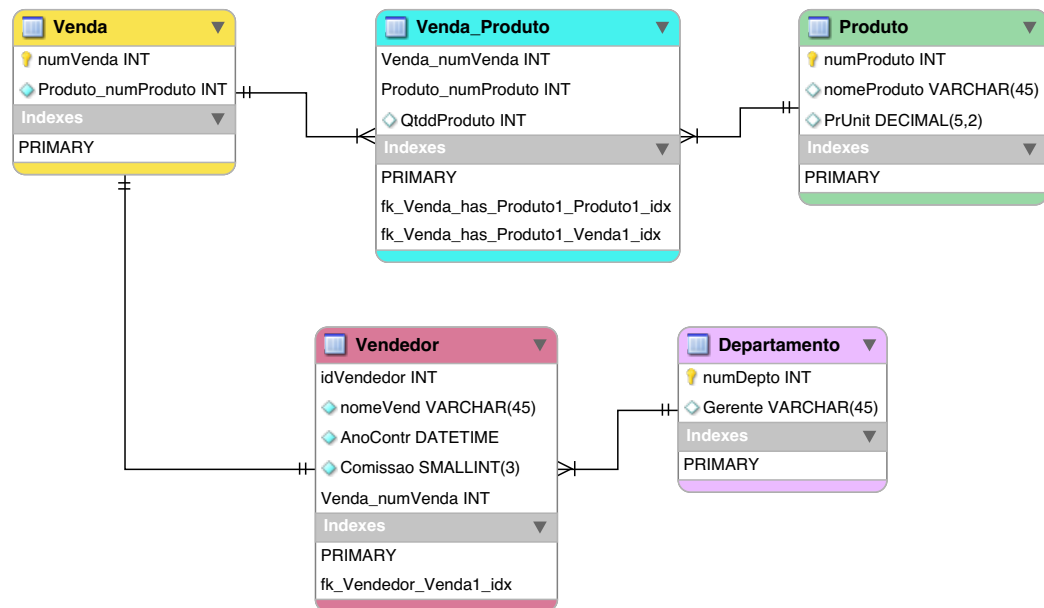 Venda
numVenda INT
Produto_numProduto INT
Indexes
PRIMARY
Venda_Produto
Venda_numVenda INT
Produto_numProduto INT
QtddProduto INT
Indexes
PRIMARY
fk_Venda_has_Produto1_Produto1_idx
fk_Venda_has_Produto1_Venda1_idx
Produto
numProduto INT
nomeProduto VARCHAR(45)
PrUnit DECIMAL(5,2)
Indexes
PRIMARY
Vendedor
idVendedor INT
nomeVend VARCHAR(45)
AnoContr DATETIME
Comissao SMALLINT(3)
Venda_numVenda INT
Indexes
PRIMARY
fk_Vendedor_Venda1_idx
Departamento
numDepto INT
Gerente VARCHAR(45)
Indexes
PRIMARY